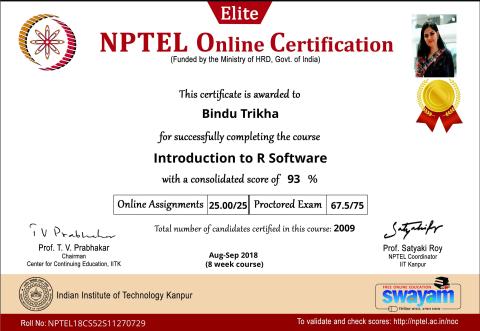 Elite
NPTEL Online Certification
(Funded by the Ministry of HRD, Govt. of India)
This certificate is awarded to
Bindu Trikha
for successfully completing the course
Introduction to R Software
with a consolidated score of 93 %
Online Assignments 25.00/25 Proctored Exam 67.5/75
Total number of candidates certified in this course: 2009
T V Prabhakar
Prof. T. V. Prabhakar
Chairman
Center for Continuing Education, IITK
Aug-Sep 2018
(8 week course)
Prof. Satyaki Roy
NPTEL Coordinator
IIT Kanpur
Indian Institute of Technology Kanpur
FREE ONLINE EDUCATION
swayam
Roll No: NPTEL18CS52S11270729
To validate and check scores: http://nptel.ac.in/noc